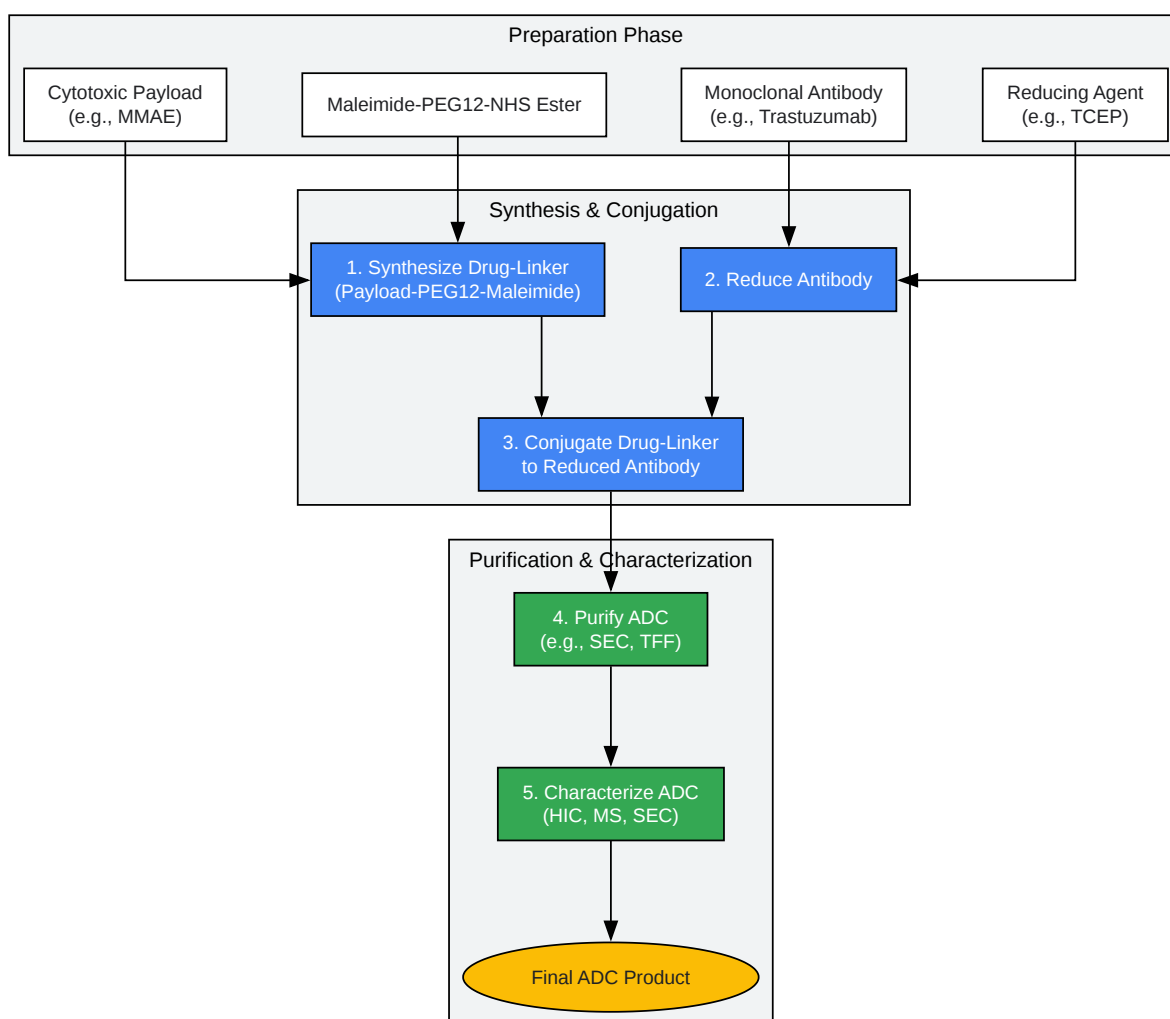 Preparation Phase
Cytotoxic Payload
(e.g., MMAE)
Maleimide-PEG12-NHS Ester
Monoclonal Antibody
(e.g., Trastuzumab)
Reducing Agent
(e.g., TCEP)
Synthesis & Conjugation
1. Synthesize Drug-Linker
(Payload-PEG12-Maleimide)
2. Reduce Antibody
3. Conjugate Drug-Linker
to Reduced Antibody
Purification & Characterization
4. Purify ADC
(e.g., SEC, TFF)
5. Characterize ADC
(HIC, MS, SEC)
Final ADC Product